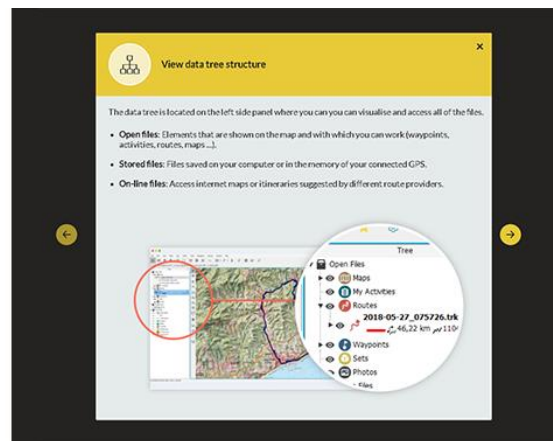 ×
View data tree structure
The data tree is located on the left side panel where you can you can visualise and access all of the files.
• Open files: Elements that are shown on the map and with which you can work (waypoints,
activities, routes, maps ...).
• Stored files: Files saved on your computer or in the memory of your connected GPS.
• On-line files: Access internet maps or itineraries suggested by different route providers.
Tree
Open Files
Maps
My Activities
Routes
2018-05-27_075726.trk
46,22 km 1104
Waypoints
Sets
Photos
Files